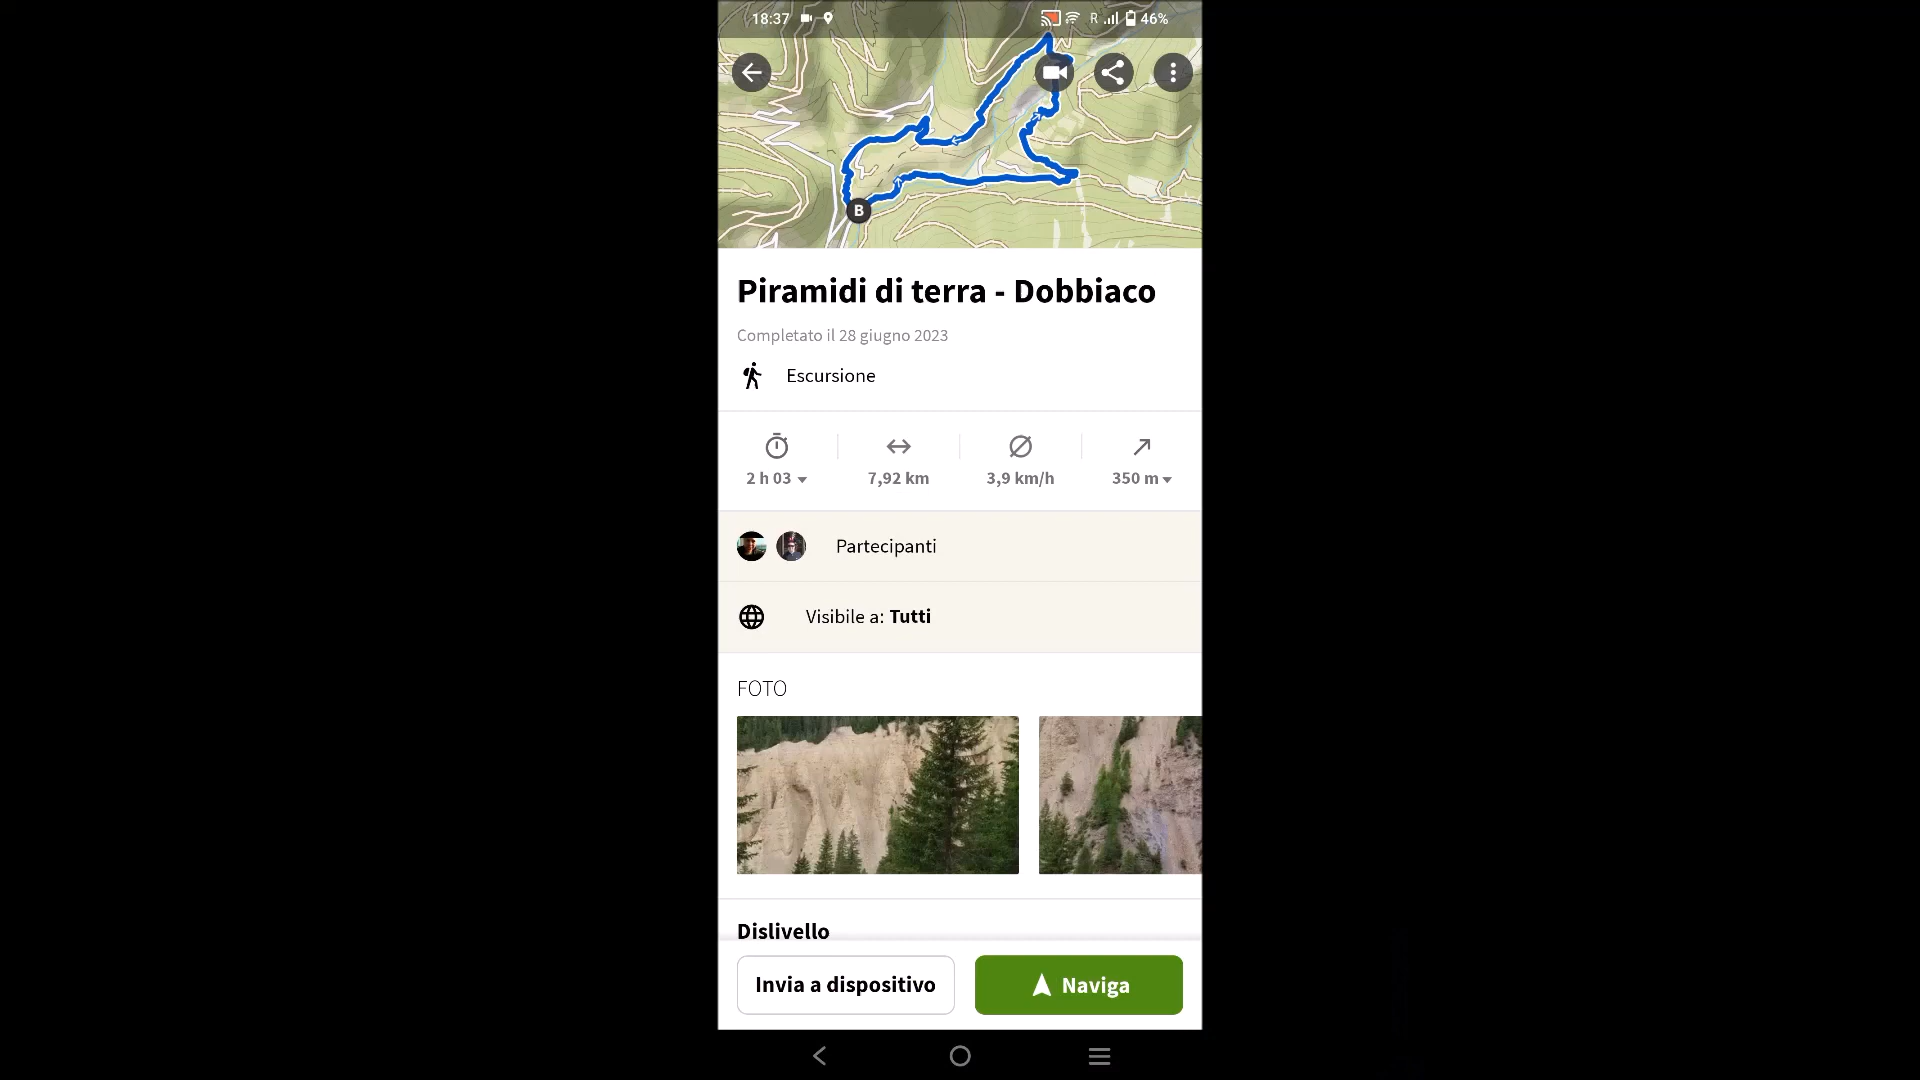 18:37 R 46%
B
Piramidi di terra - Dobbiaco
Completato il 28 giugno 2023
Escursione
2 h 03 7,92 km 3,9 km/h 350 m
Partecipanti
Visibile a: Tutti
FOTO
Dislivello
Invia a dispositivo Naviga